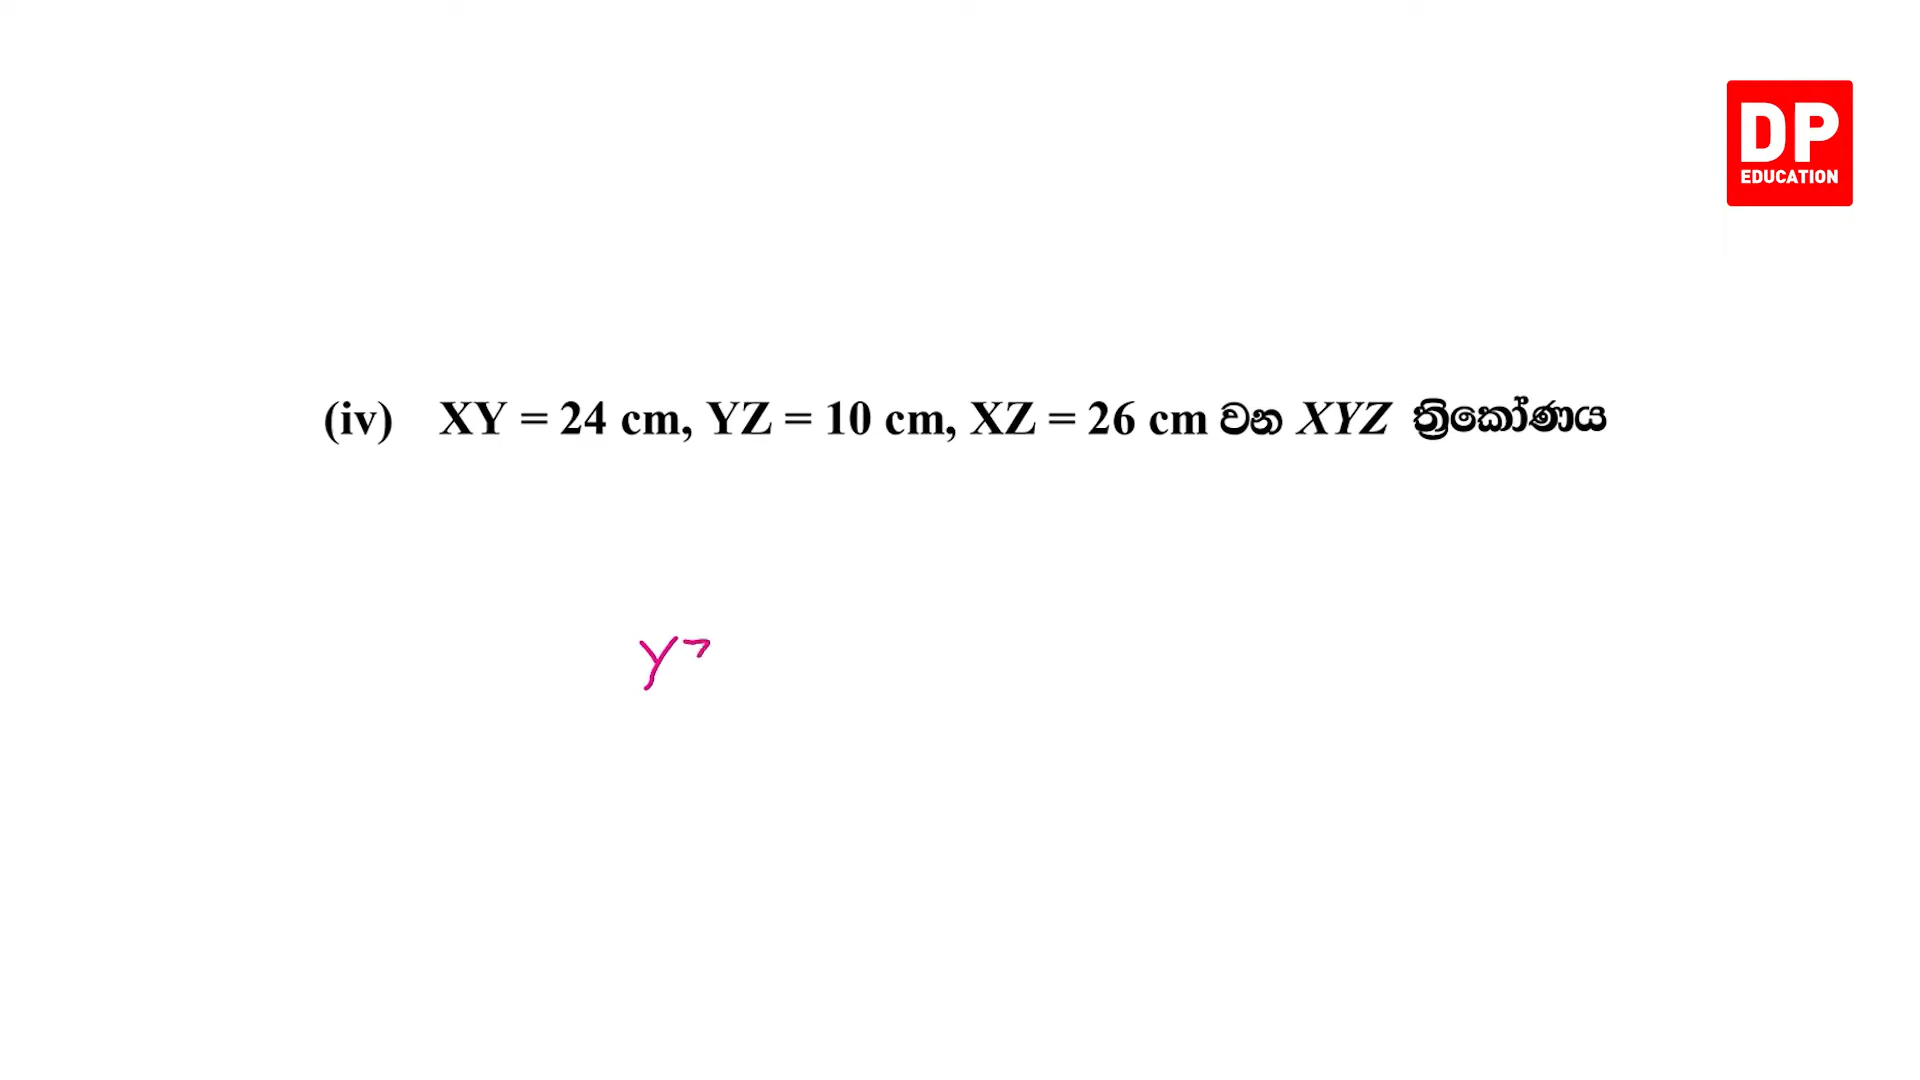 DP
EDUCATION
(iv) XY = 24 cm, YZ = 10 cm, XZ = 26 cm වන XYZ ත්‍රිකෝණය
Y